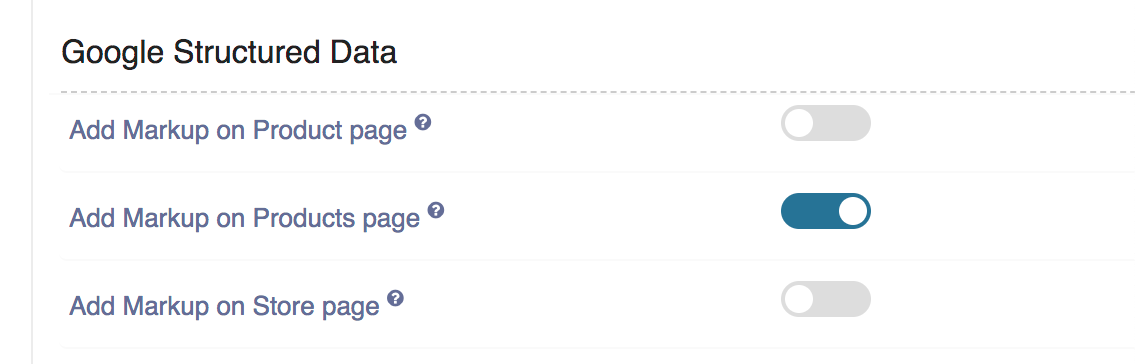 Google Structured Data
Add Markup on Product page ?
Add Markup on Products page ?
Add Markup on Store page ?